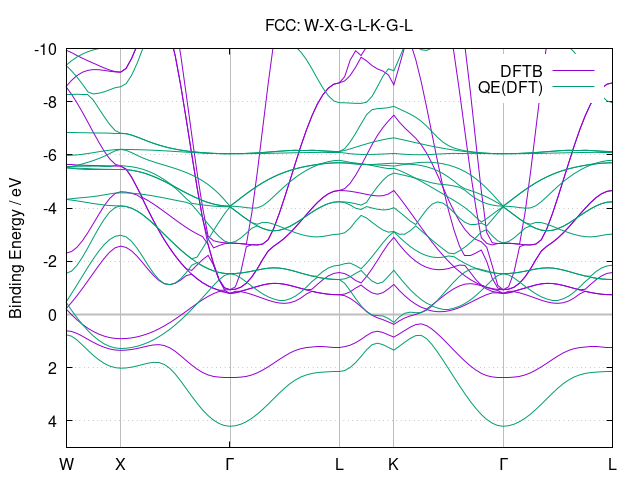 FCC: W-X-G-L-K-G-L
DFTB
QE(DFT)
Binding Energy / eV
-10
-8
-6
-4
-2
0
2
4
W X Γ L K Γ L